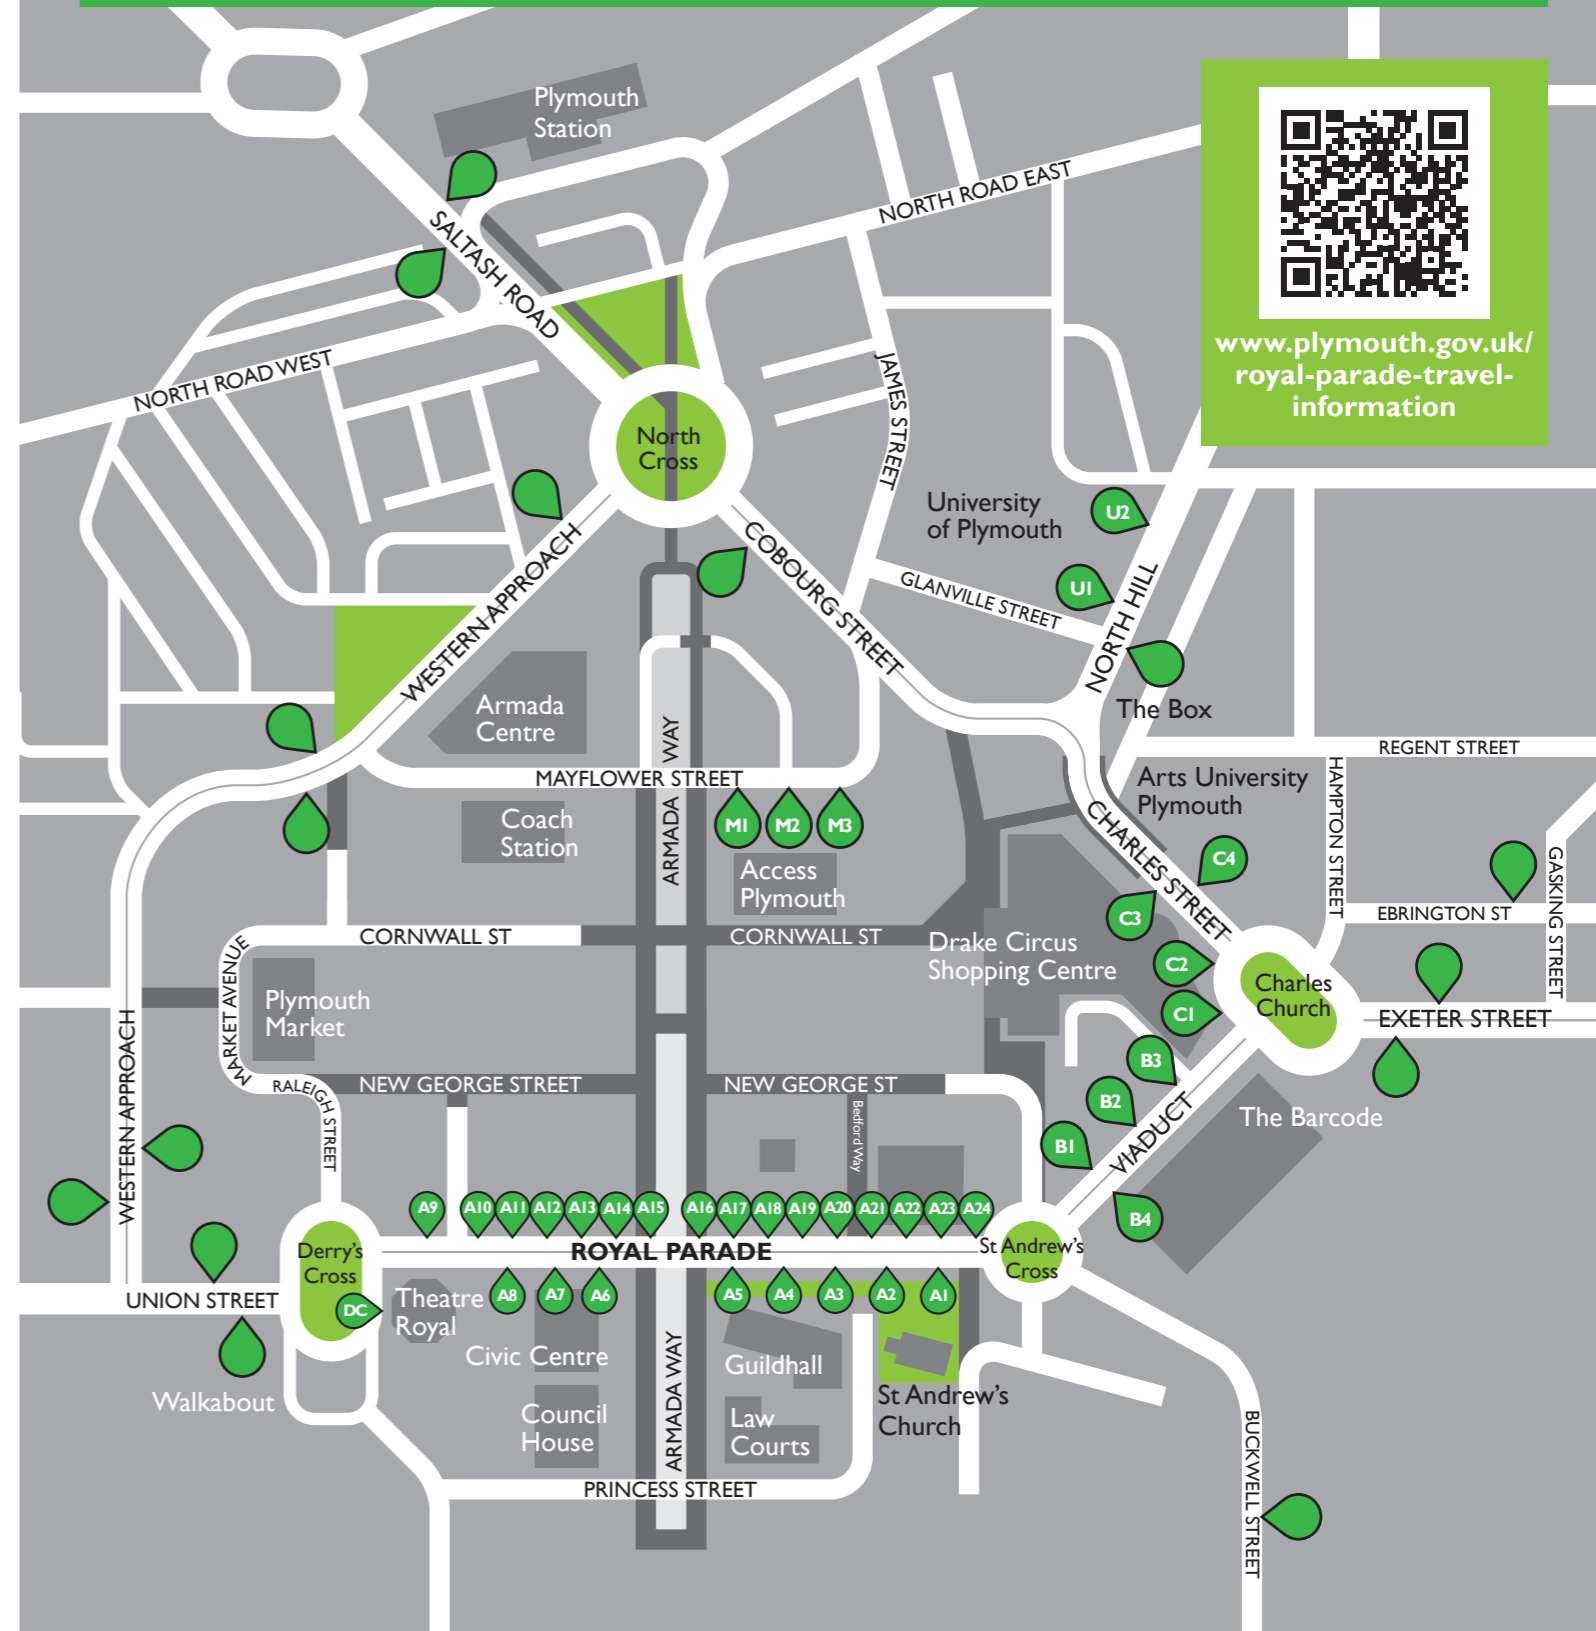 Plymouth
Station
www.plymouth.gov.uk/
royal-parade-travel-
information
NORTH ROAD EAST
SALTASH ROAD
NORTH ROAD WEST
JAMES STREET
North
Cross
University
of Plymouth
U2
U1
GLANVILLE STREET
NORTH HILL
COBOURG STREET
WESTERN APPROACH
The Box
Armada
Centre
ARMADA WAY
MAYFLOWER STREET
REGENT STREET
Arts University
Plymouth
HAMPTON STREET
Coach
Station
M1
M2
M3
CHARLES STREET
C4
GASKING STREET
Access
Plymouth
C3
EBRINGTON ST
CORNWALL ST
CORNWALL ST
Drake Circus
Shopping Centre
C2
Charles
Church
MARKET AVENUE
Plymouth
Market
C1
EXETER STREET
WESTERN APPROACH
RALEIGH STREET
NEW GEORGE STREET
NEW GEORGE ST
Bedford Way
B3
B2
B1
VIADUCT
The Barcode
B4
A9
A10
A11
A12
A13
A14
A15
A16
A17
A18
A19
A20
A21
A22
A23
A24
Derry's
Cross
ROYAL PARADE
St Andrew's
Cross
UNION STREET
DC
Theatre
Royal
A8
A7
A6
A5
A4
A3
A2
A1
Civic Centre
Guildhall
ARMADA WAY
Walkabout
Council
House
Law
Courts
St Andrew's
Church
BUCKWELL STREET
PRINCESS STREET